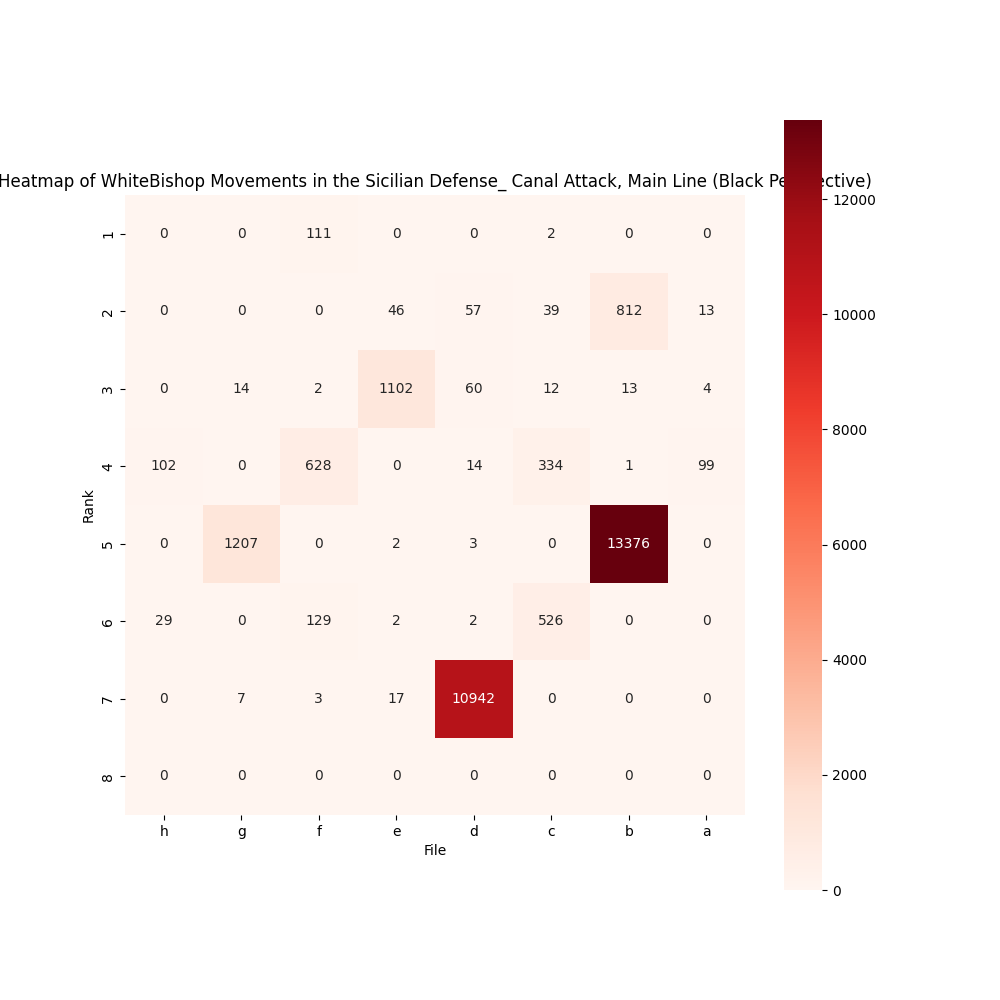 Heatmap of WhiteBishop Movements in the Sicilian Defense_ Canal Attack, Main Line (Black
Rank
1 0 0 111 0 0 2 0 0
2 0 0 0 46 57 39 812 13
3 0 14 2 1102 60 12 13 4
4 102 0 628 0 14 334 1 99
5 0 1207 0 2 3 0 13376 0
6 29 0 129 2 2 526 0 0
7 0 7 3 17 10942 0 0 0
8 0 0 0 0 0 0 0 0
h g f e d c b a
File
12000
10000
8000
6000
4000
2000
0